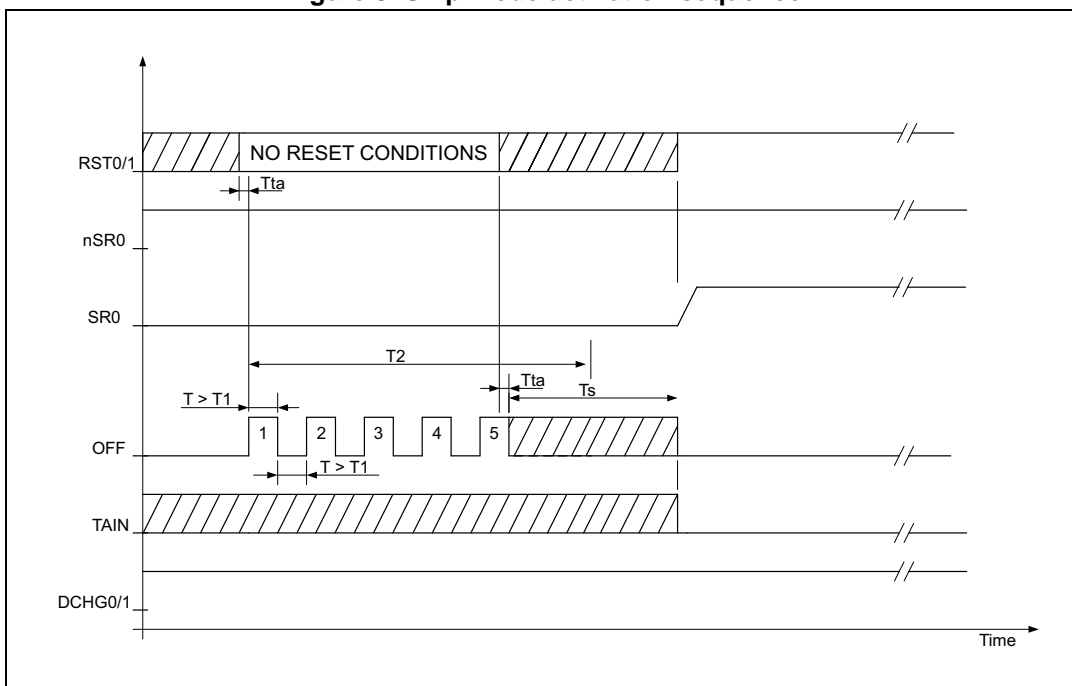 RST0/1
NO RESET CONDITIONS
Tta
nSR0
SR0
T2
Tta
Ts
T > T1
OFF
1
2
3
4
5
T > T1
TAIN
DCHG0/1
Time